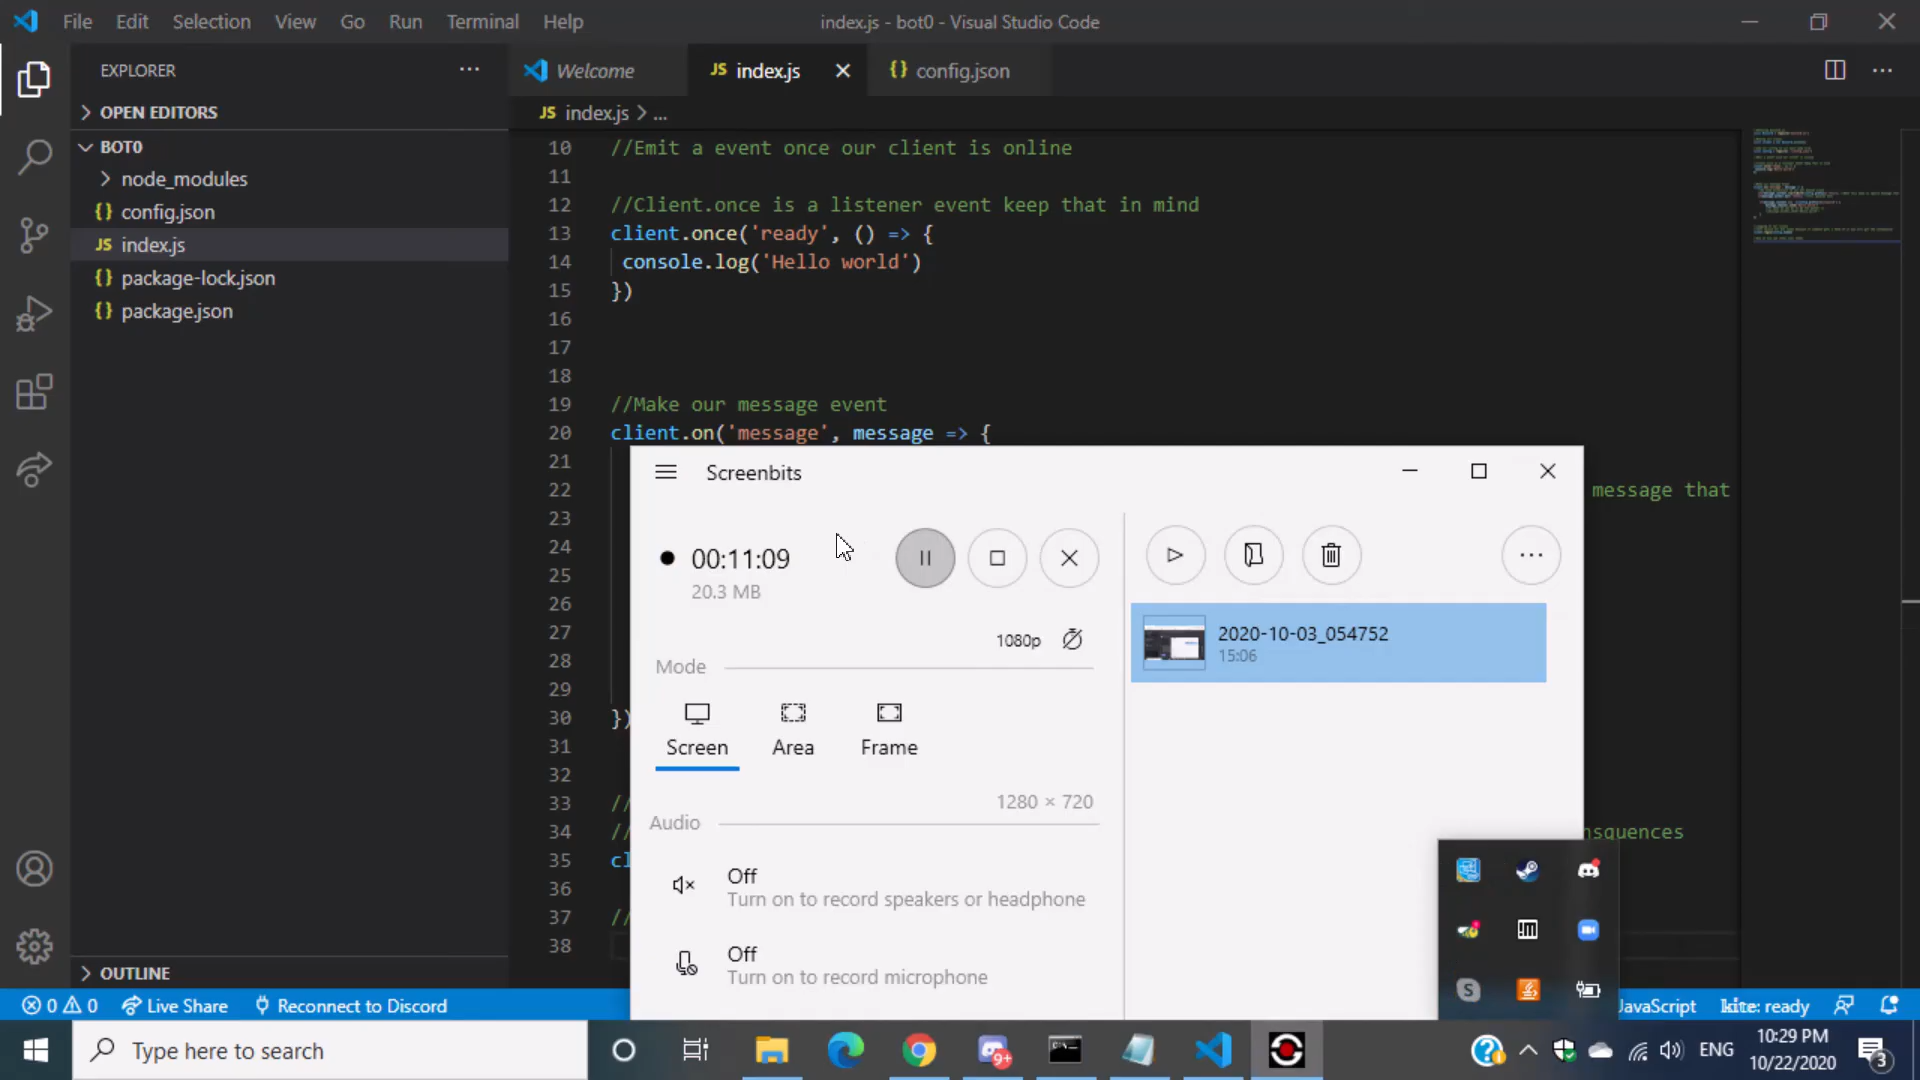 File Edit Selection View Go Run Terminal Help
index.js - bot0 - Visual Studio Code
EXPLORER
OPEN EDITORS
BOT0
node_modules
{} config.json
JS index.js
{} package-lock.json
{} package.json
OUTLINE
Welcome
JS index.js
{} config.json
JS index.js > ...
10 //Emit a event once our client is online
11
12 //Client.once is a listener event keep that in mind
13 client.once('ready', () => {
14 console.log('Hello world')
15 })
16
17
18
19 //Make our message event
20 client.on('message', message => {
21
22 message that
23
24
25
26
27
28
29
30 })
31
32
33 //
34 // nsquences
35 cl
36
37 //
38
Screenbits
00:11:09
20.3 MB
1080p
Mode
Screen Area Frame
1280 × 720
Audio
Off
Turn on to record speakers or headphone
Off
Turn on to record microphone
2020-10-03_054752
15:06
0 0 Live Share Reconnect to Discord
JavaScript kite: ready
Type here to search
9+
ENG
10:29 PM
10/22/2020
3